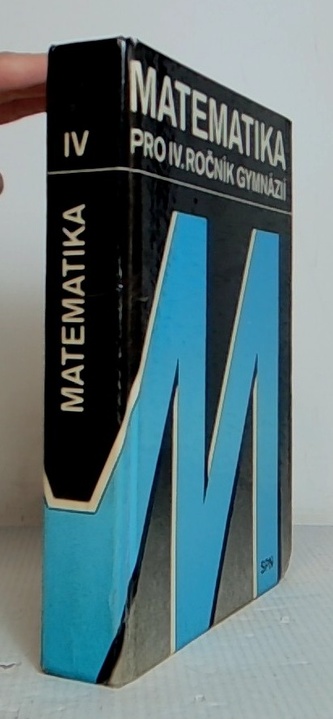 IV
MATEMATIKA
MATEMATIKA
PRO IV. ROČNÍK GYMNÁZIÍ
SPN